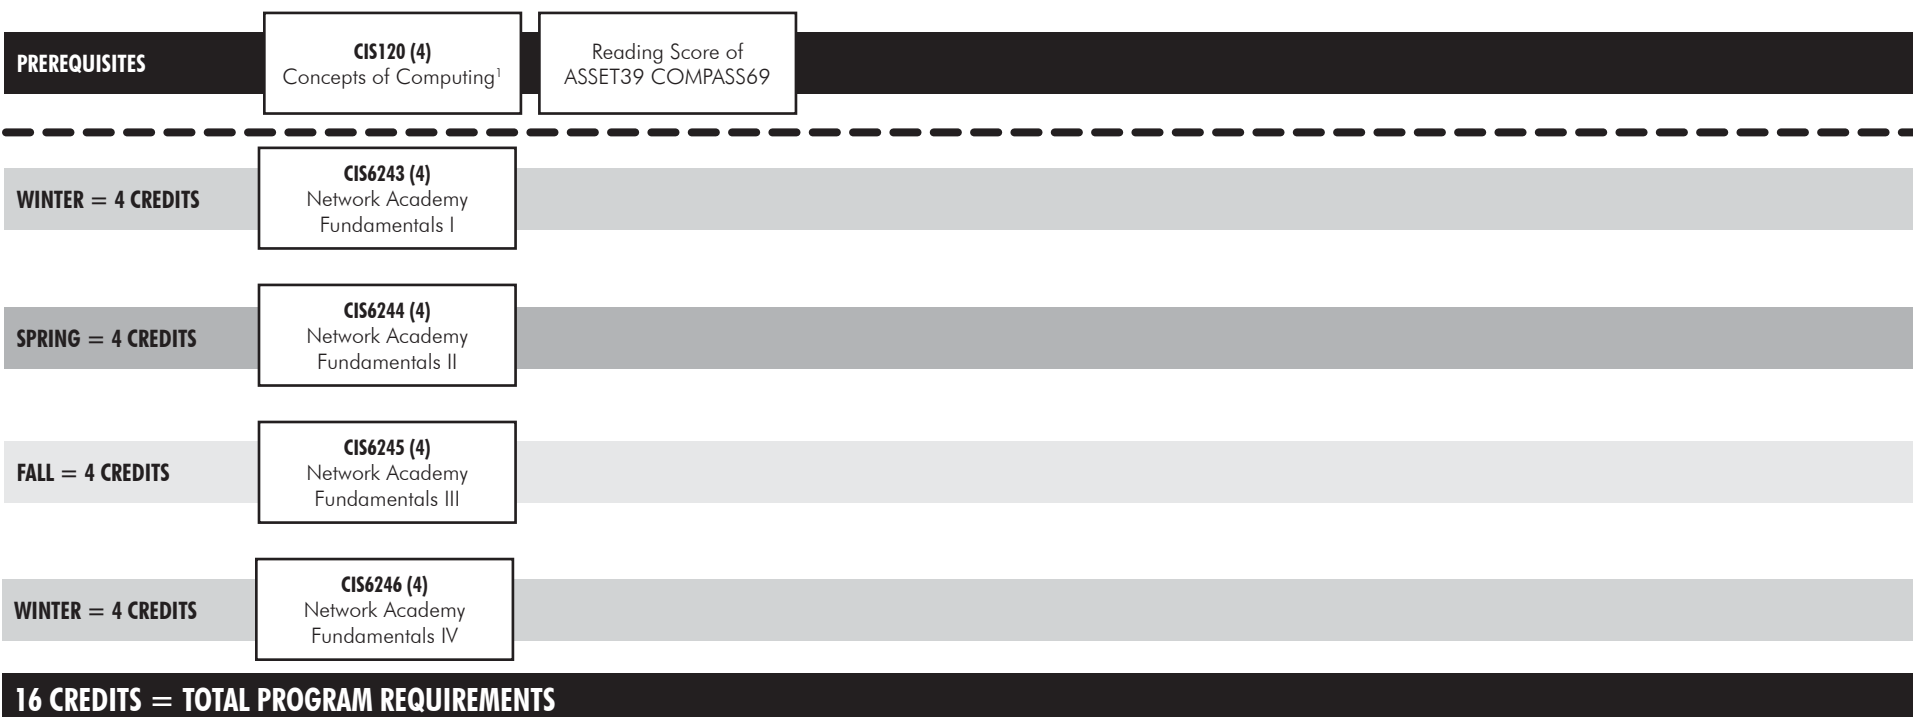 PREREQUISITES
CIS120 (4)
Concepts of Computing¹
Reading Score of
ASSET39 COMPASS69
WINTER = 4 CREDITS
CIS6243 (4)
Network Academy
Fundamentals I
SPRING = 4 CREDITS
CIS6244 (4)
Network Academy
Fundamentals II
FALL = 4 CREDITS
CIS6245 (4)
Network Academy
Fundamentals III
WINTER = 4 CREDITS
CIS6246 (4)
Network Academy
Fundamentals IV
16 CREDITS = TOTAL PROGRAM REQUIREMENTS